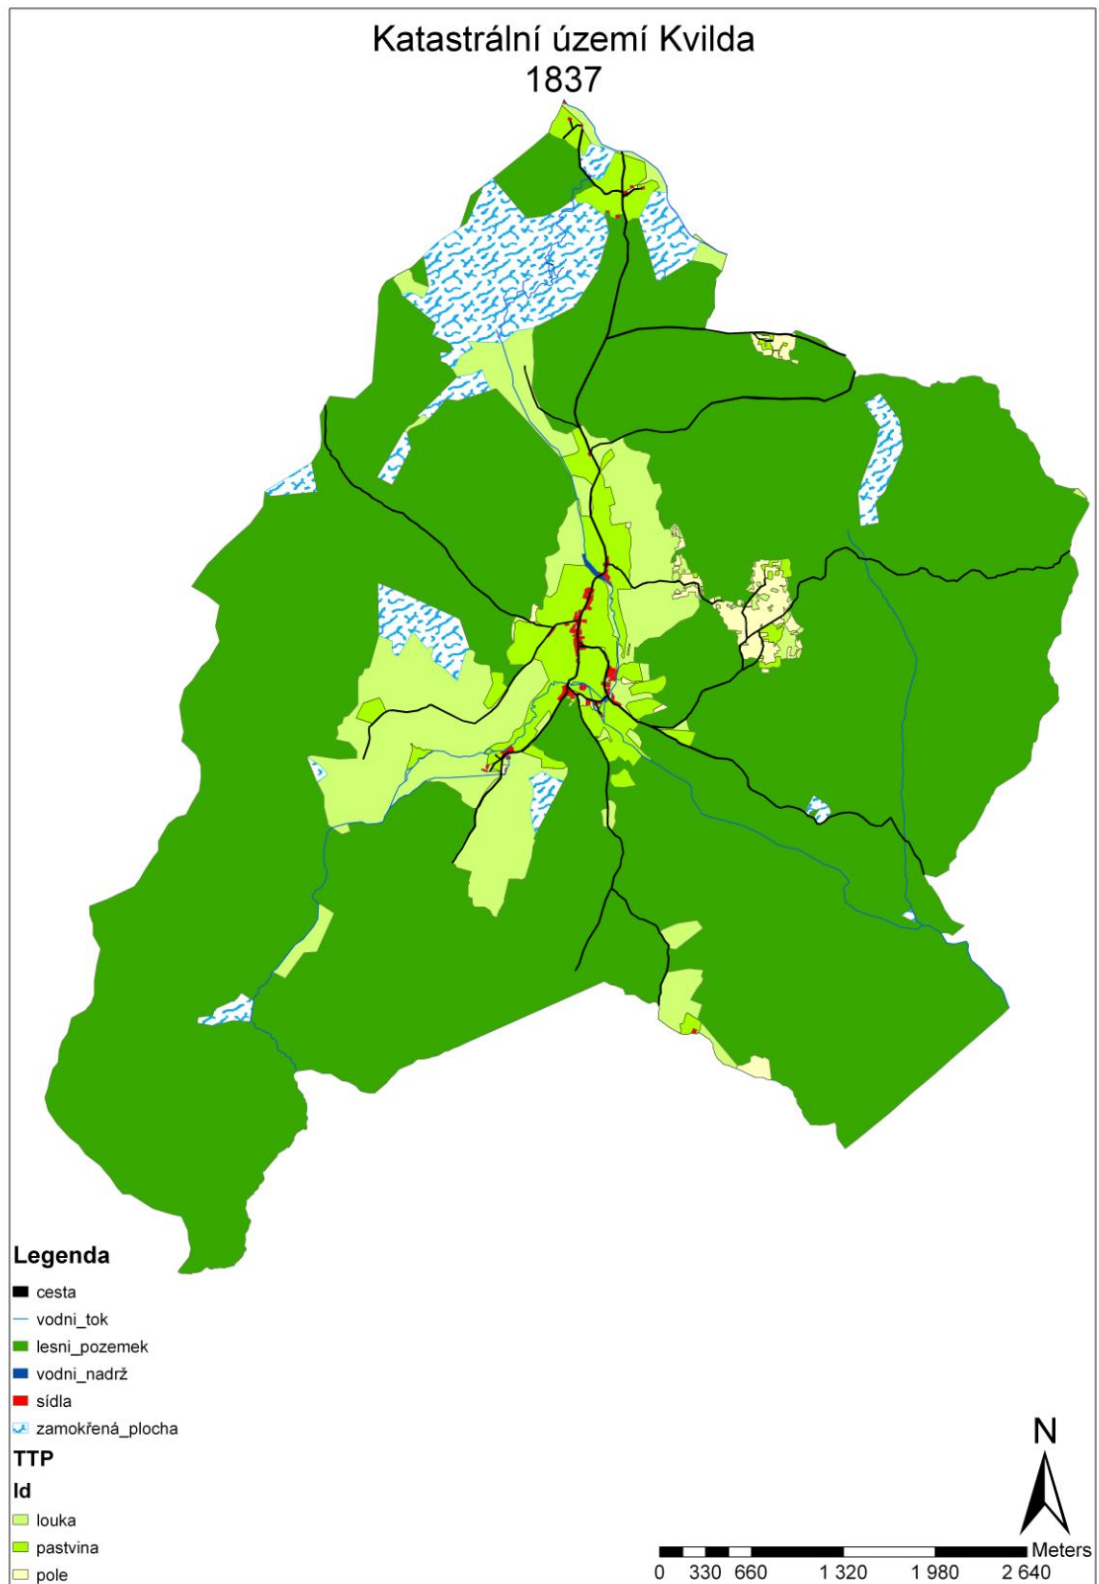 Katastrální území Kvilda
1837
Legenda
cesta
vodni_tok
lesni_pozemek
vodni_nadrž
sídla
zamokřená_plocha
TTP
Id
louka
pastvina
pole
N
Meters
0 330 660 1 320 1 980 2 640